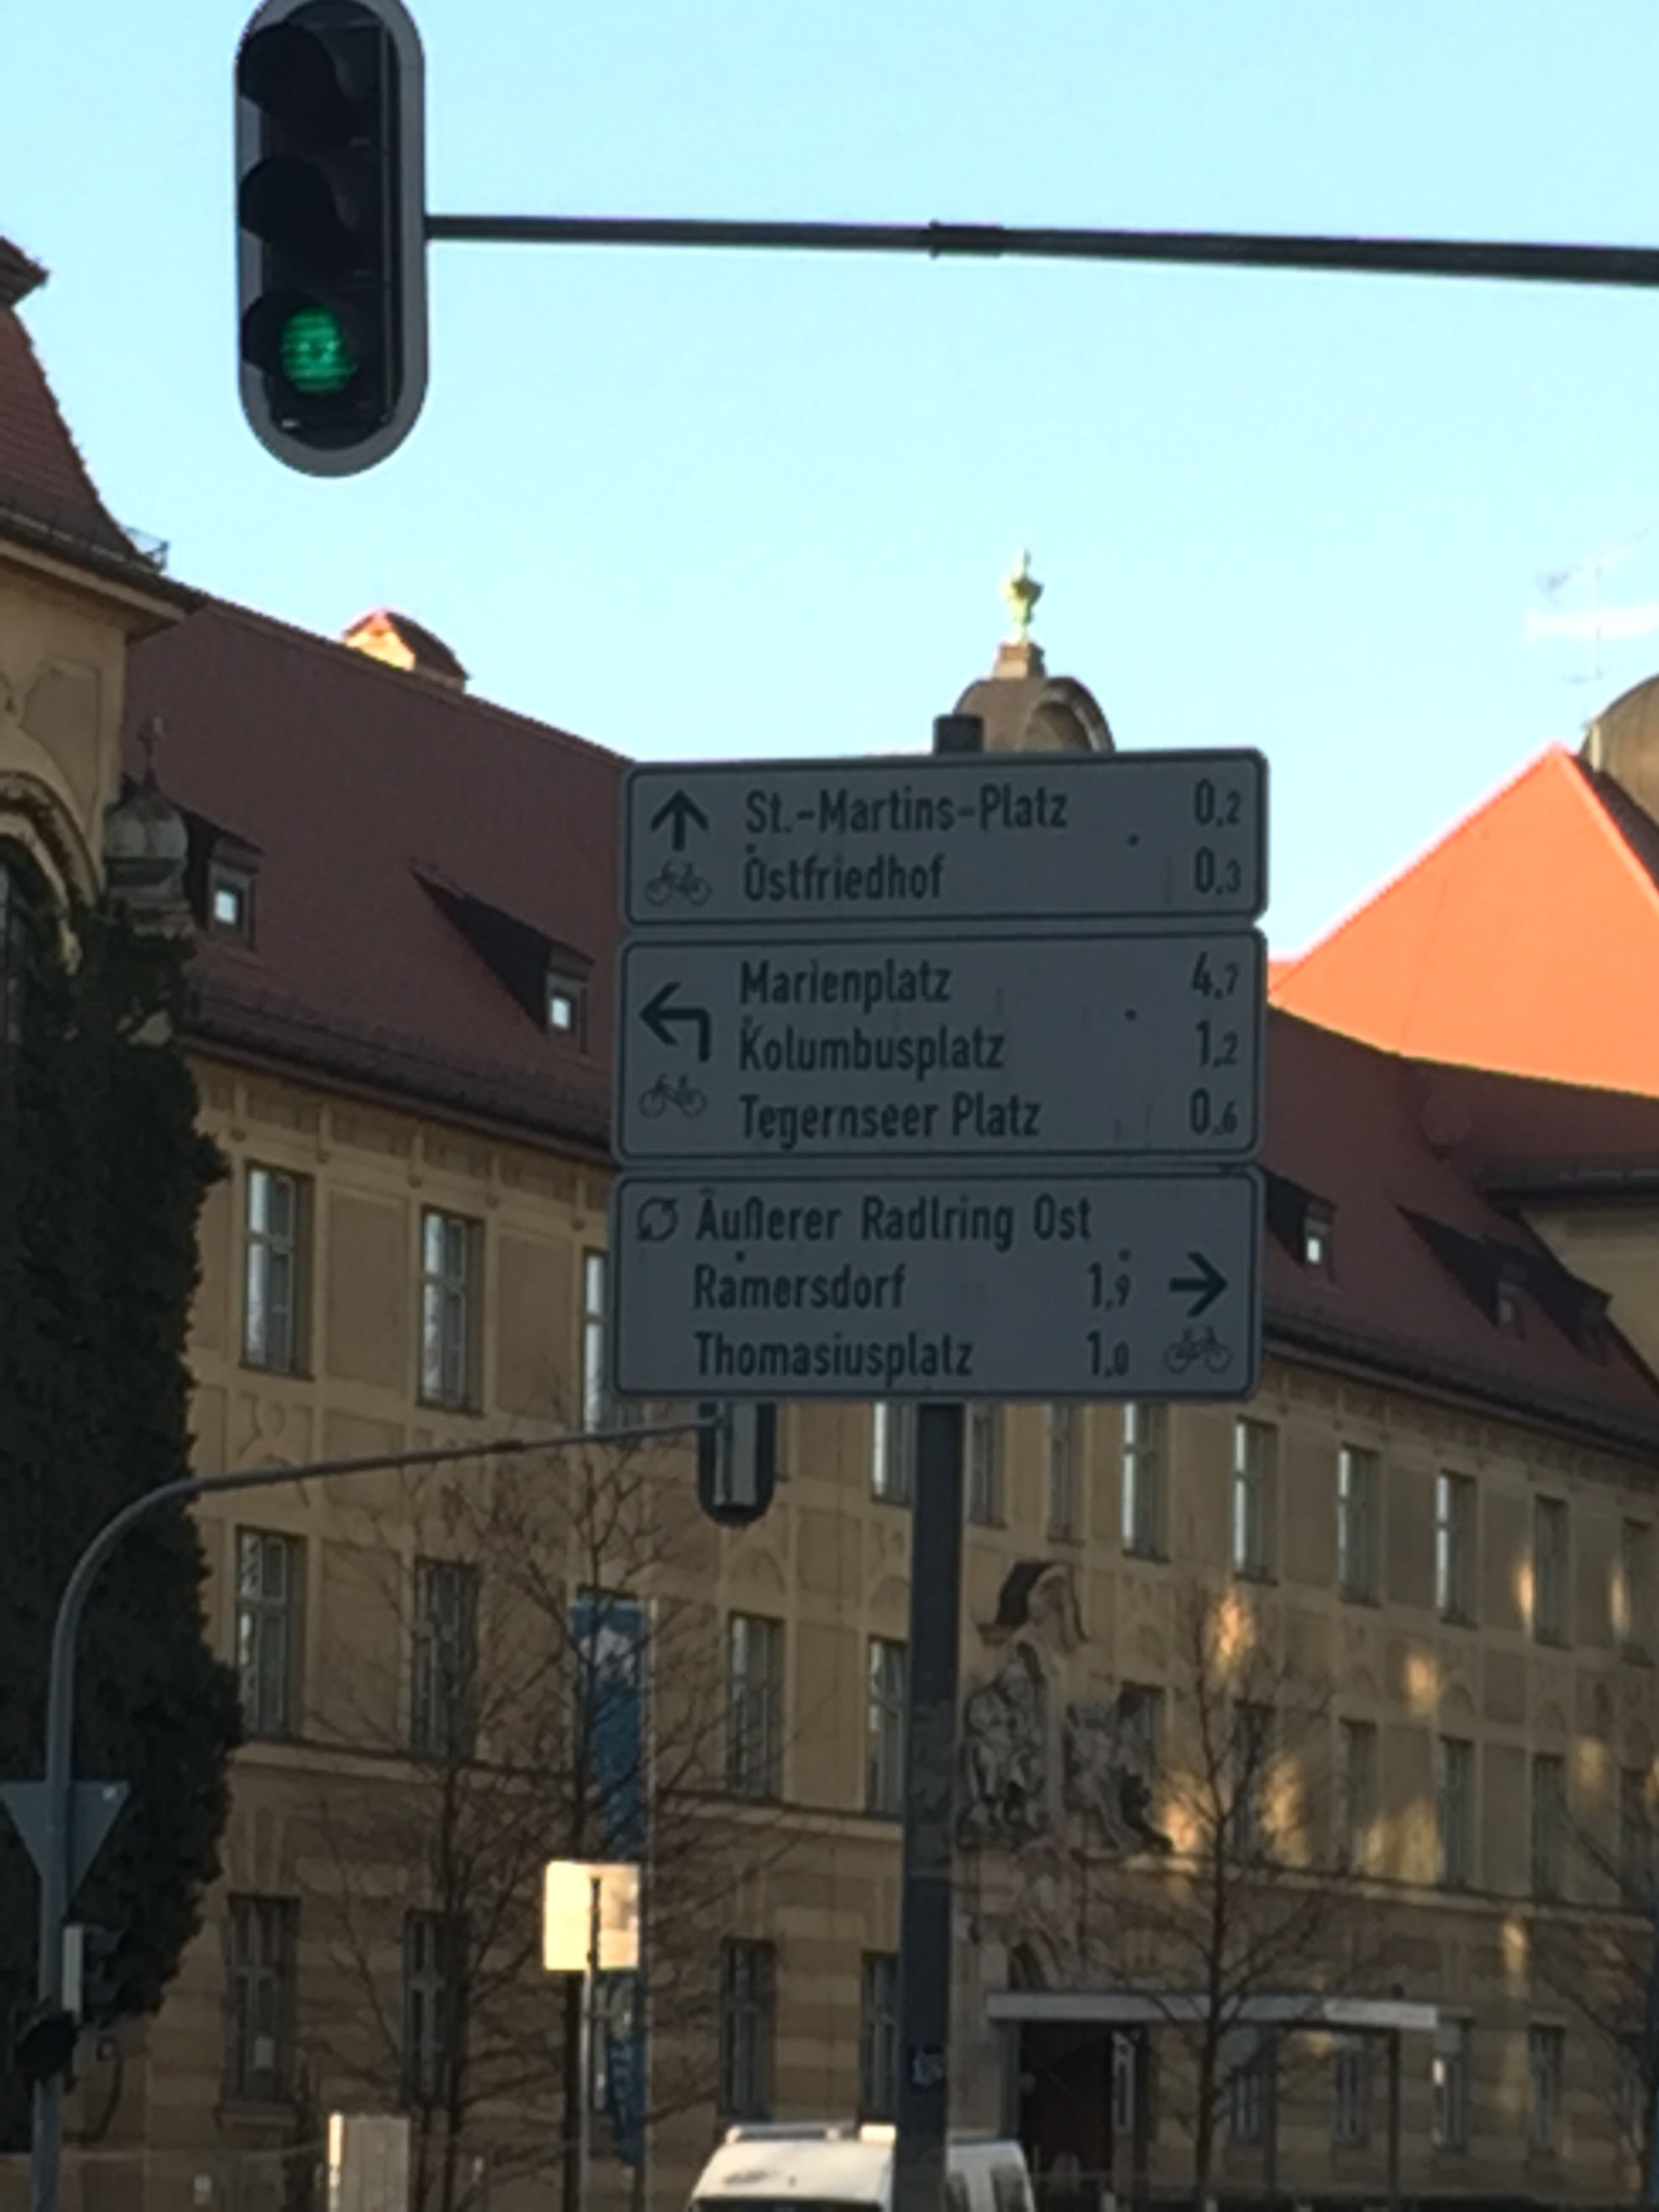 St.-Martins-Platz 0,2
Ostfriedhof 0,3
Marienplatz 4,7
Kolumbusplatz 1,2
Tegernseer Platz 0,6
Äußerer Radlring Ost
Ramersdorf 1,9
Thomasiusplatz 1,0